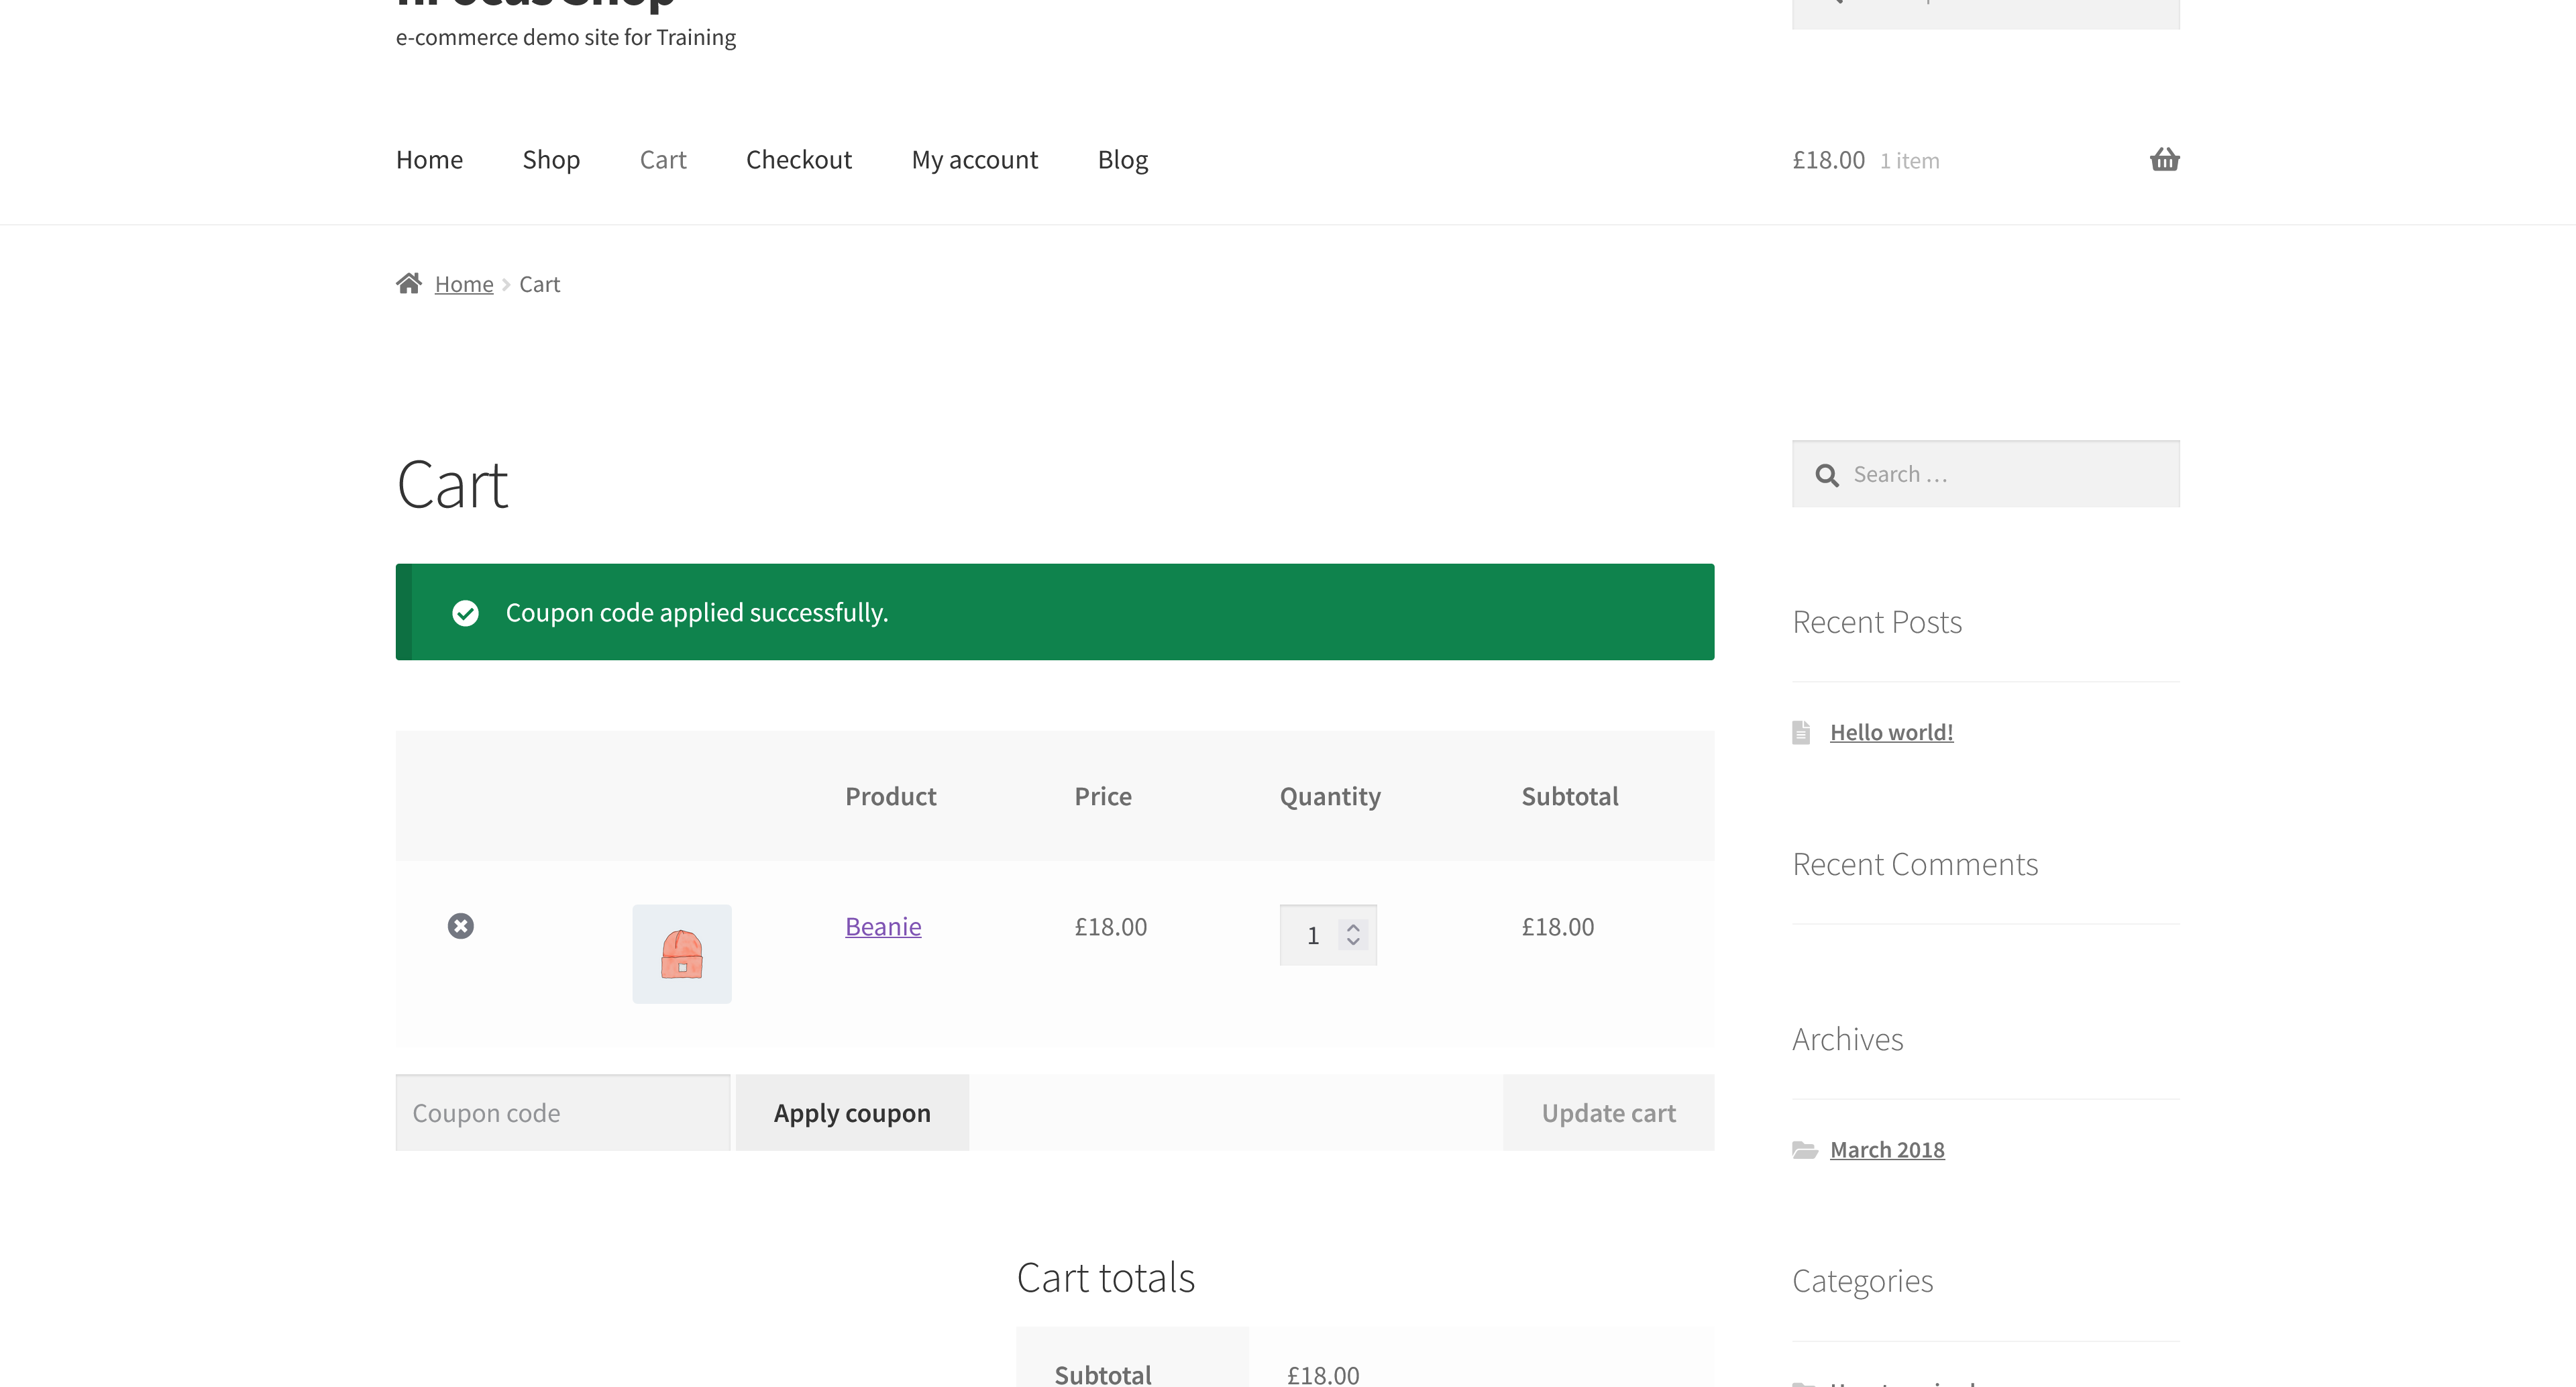 e-commerce demo site for Training
Home Shop Cart Checkout My account Blog
£18.00 1 item
Home Cart
Cart
Search …
Coupon code applied successfully.
Recent Posts
Hello world!
Product Price Quantity Subtotal
Beanie £18.00 1 £18.00
Recent Comments
Archives
Coupon code Apply coupon Update cart
March 2018
Cart totals
Categories
Subtotal £18.00